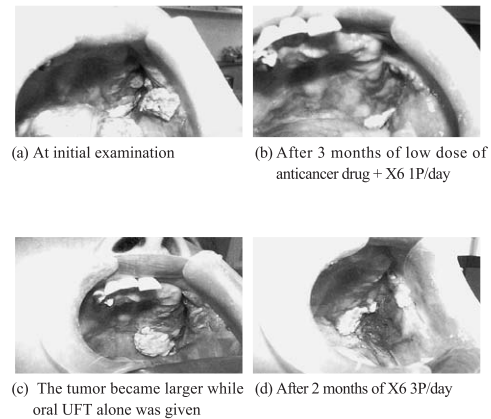 (a) At initial examination
(b) After 3 months of low dose of
anticancer drug + X6 1P/day
(c) The tumor became larger while
oral UFT alone was given
(d) After 2 months of X6 3P/day